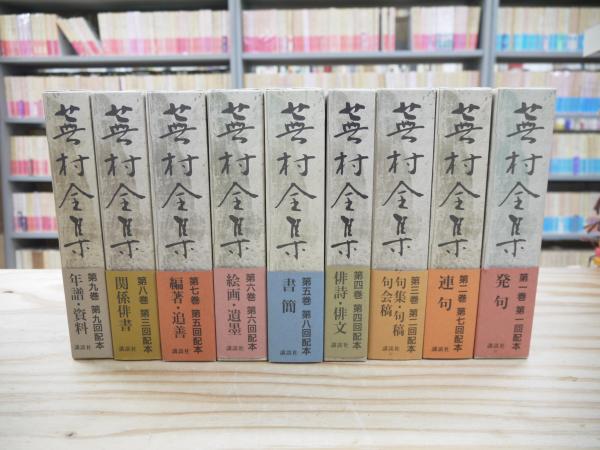 蕪村全集
第一巻 第一回配本
発句
講談社
蕪村全集
第二巻 第七回配本
連句
講談社
蕪村全集
第三巻 第二回配本
句集・句稿
句会稿
講談社
蕪村全集
第四巻 第四回配本
俳詩・俳文
講談社
蕪村全集
第五巻 第八回配本
書簡
講談社
蕪村全集
第六巻 第六回配本
絵画・遺墨
講談社
蕪村全集
第七巻 第五回配本
編著・追善
講談社
蕪村全集
第八巻 第三回配本
関係俳書
講談社
蕪村全集
第九巻 第九回配本
年譜・資料
講談社